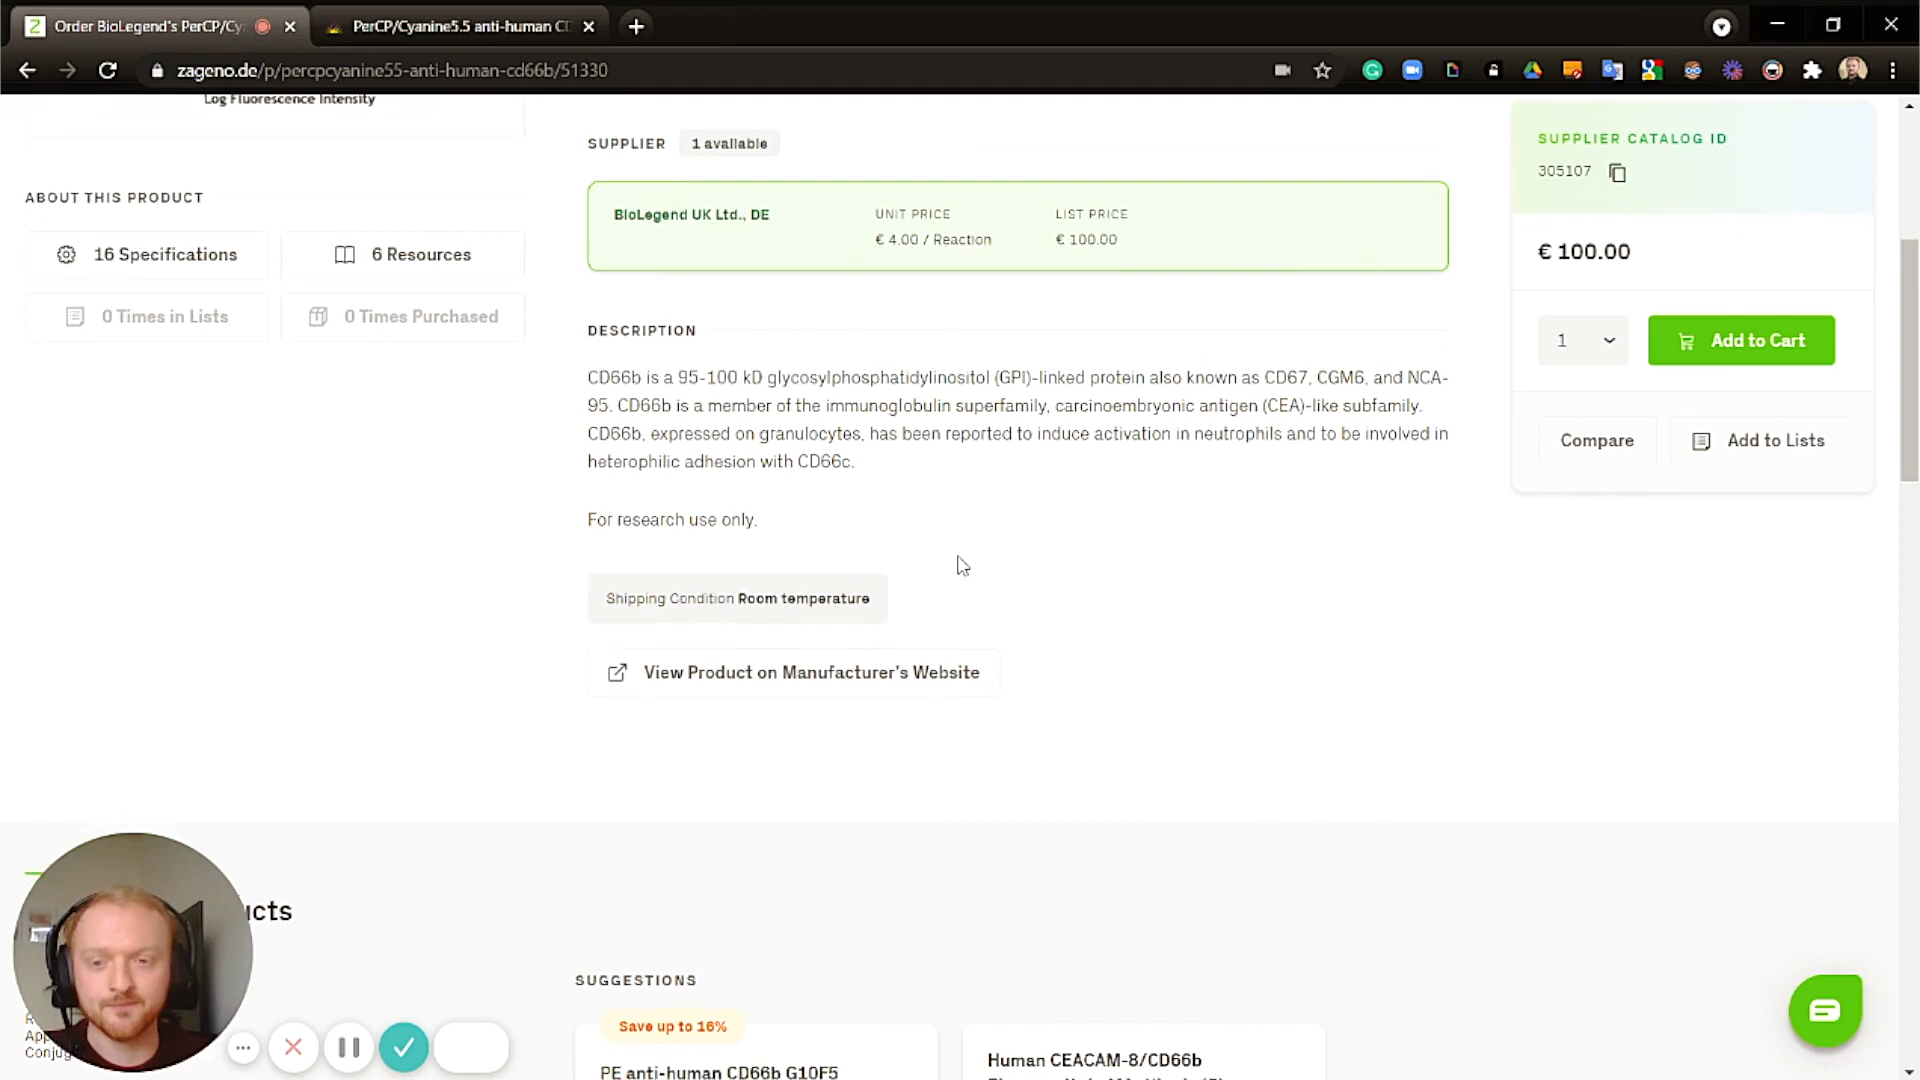 Order BioLegend's PerCP/Cy
PerCP/Cyanine5.5 anti-human CD
zageno.de/p/percpcyanine55-anti-human-cd66b/51330
Log Fluorescence Intensity
SUPPLIER
1 available
SUPPLIER CATALOG ID
305107
ABOUT THIS PRODUCT
BioLegend UK Ltd., DE
UNIT PRICE
LIST PRICE
€ 4.00 / Reaction
€ 100.00
€ 100.00
16 Specifications
6 Resources
0 Times in Lists
0 Times Purchased
DESCRIPTION
1
Add to Cart
CD66b is a 95-100 kD glycosylphosphatidylinositol (GPI)-linked protein also known as CD67, CGM6, and NCA-
95. CD66b is a member of the immunoglobulin superfamily, carcinoembryonic antigen (CEA)-like subfamily.
CD66b, expressed on granulocytes, has been reported to induce activation in neutrophils and to be involved in
heterophilic adhesion with CD66c.
Compare
Add to Lists
For research use only.
Shipping Condition Room temperature
View Product on Manufacturer's Website
ucts
SUGGESTIONS
Save up to 16%
App
Conjug
PE anti-human CD66b G10F5
Human CEACAM-8/CD66b